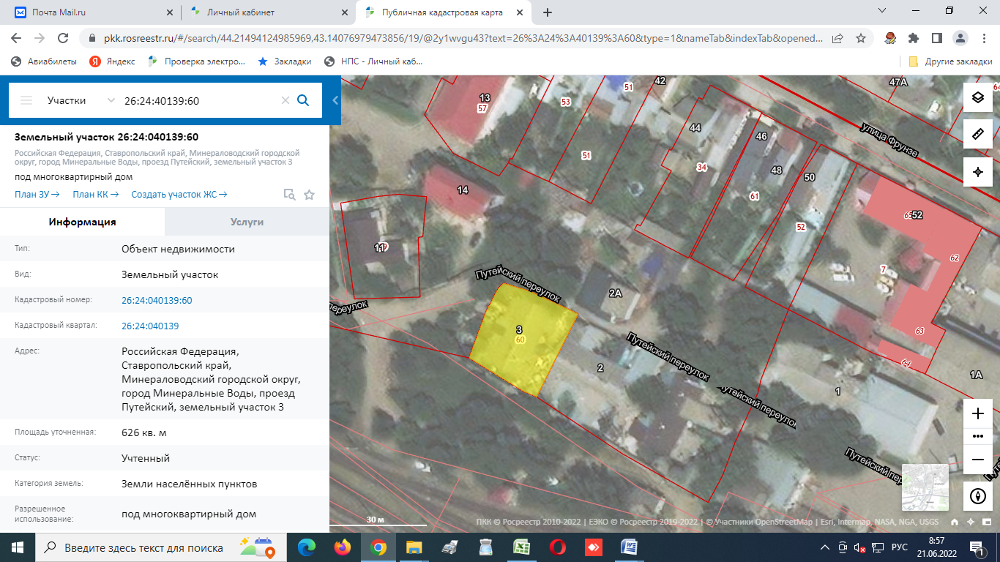 Почта Mail.ru
Личный кабинет
Публичная кадастровая карта
pkk.rosreestr.ru/#/search/44.21494124985969,43.14076979473856/19/@2y1wvgu43?text=26%3A24%3A40139%3A60&type=1&nameTab&indexTab&opened...
Авиабилеты
Яндекс
Проверка электро...
Закладки
НПС - Личный каб...
Другие закладки
Участки
26:24:40139:60
Земельный участок 26:24:040139:60
Российская Федерация, Ставропольский край, Минераловодский городской
округ, город Минеральные Воды, проезд Путейский, земельный участок 3
под многоквартирный дом
План ЗУ→ План КК→ Создать участок ЖС→
Информация
Услуги
Тип: Объект недвижимости
Вид: Земельный участок
Кадастровый номер: 26:24:040139:60
Кадастровый квартал: 26:24:040139
Адрес: Российская Федерация,
Ставропольский край,
Минераловодский городской округ,
город Минеральные Воды, проезд
Путейский, земельный участок 3
Площадь уточненная: 626 кв. м
Статус: Учтенный
Категория земель: Земли населённых пунктов
Разрешенное
использование: под многоквартирный дом
13
57
53
51
42
47А
64
44
46
улица Фрунзе
51
34
48
50
14
61
52
52
11
62
7
Путейский переулок
2А
переулок
3
60
63
2
Путейский переулок
64
1А
Путейский переулок
1
Путейский пер
30 м
ПКК © Росреестр 2010-2022 | ЕЭКО © Росреестр 2019-2022 | © Участники OpenStreetMap | Esri, Intermap, NASA, NGA, USGS
Введите здесь текст для поиска
РУС
8:57
21.06.2022
1